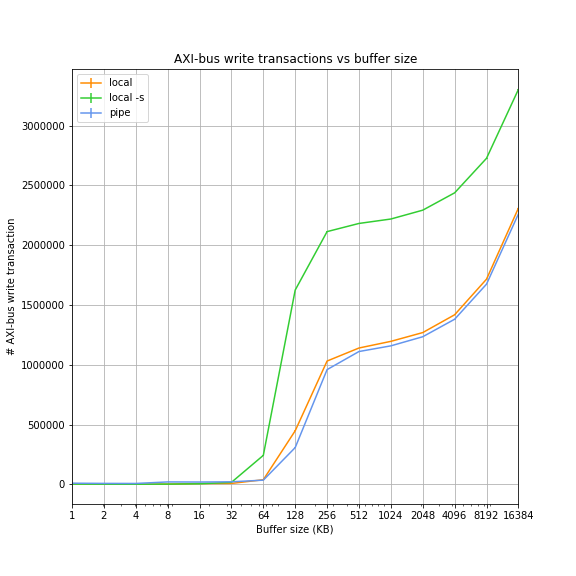 AXI-bus write transactions vs buffer size
local
local -s
pipe
3000000
2500000
2000000
1500000
1000000
500000
0
# AXI-bus write transaction
1 2 4 8 16 32 64 128 256 512 1024 2048 4096 8192 16384
Buffer size (KB)